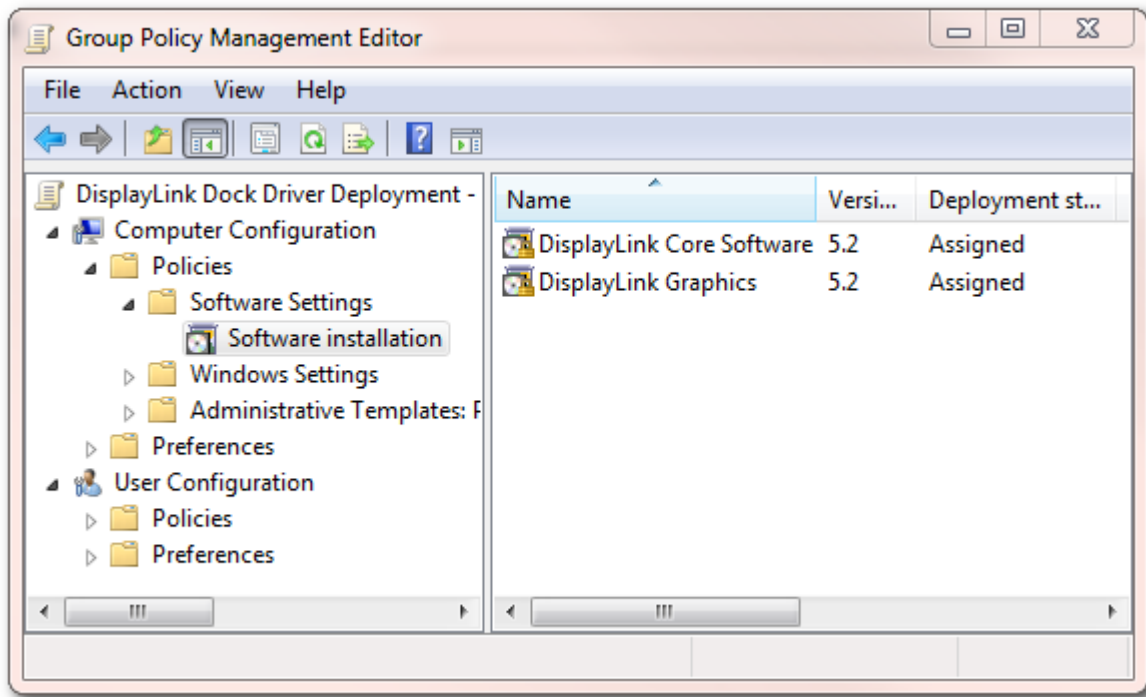 Group Policy Management Editor
File Action View Help
DisplayLink Dock Driver Deployment -
Computer Configuration
Policies
Software Settings
Software installation
Windows Settings
Administrative Templates: P
Preferences
User Configuration
Policies
Preferences
Name Versi... Deployment st...
DisplayLink Core Software 5.2 Assigned
DisplayLink Graphics 5.2 Assigned